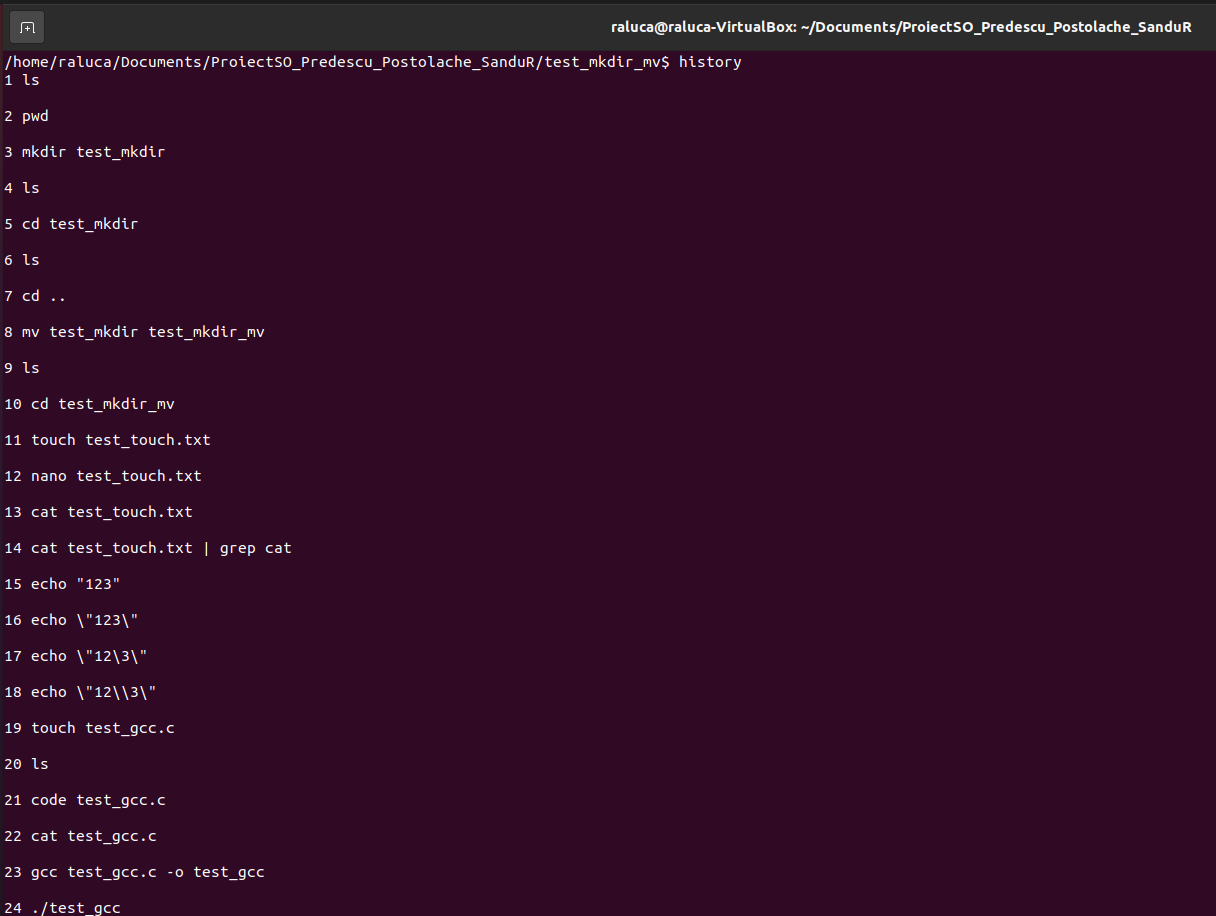 raluca@raluca-VirtualBox: ~/Documents/ProiectSO_Predescu_Postolache_SanduR
/home/raluca/Documents/ProiectSO_Predescu_Postolache_SanduR/test_mkdir_mv$ history
1 ls
2 pwd
3 mkdir test_mkdir
4 ls
5 cd test_mkdir
6 ls
7 cd ..
8 mv test_mkdir test_mkdir_mv
9 ls
10 cd test_mkdir_mv
11 touch test_touch.txt
12 nano test_touch.txt
13 cat test_touch.txt
14 cat test_touch.txt | grep cat
15 echo "123"
16 echo \"123\"
17 echo \"12\3\"
18 echo \"12\\3\"
19 touch test_gcc.c
20 ls
21 code test_gcc.c
22 cat test_gcc.c
23 gcc test_gcc.c -o test_gcc
24 ./test_gcc